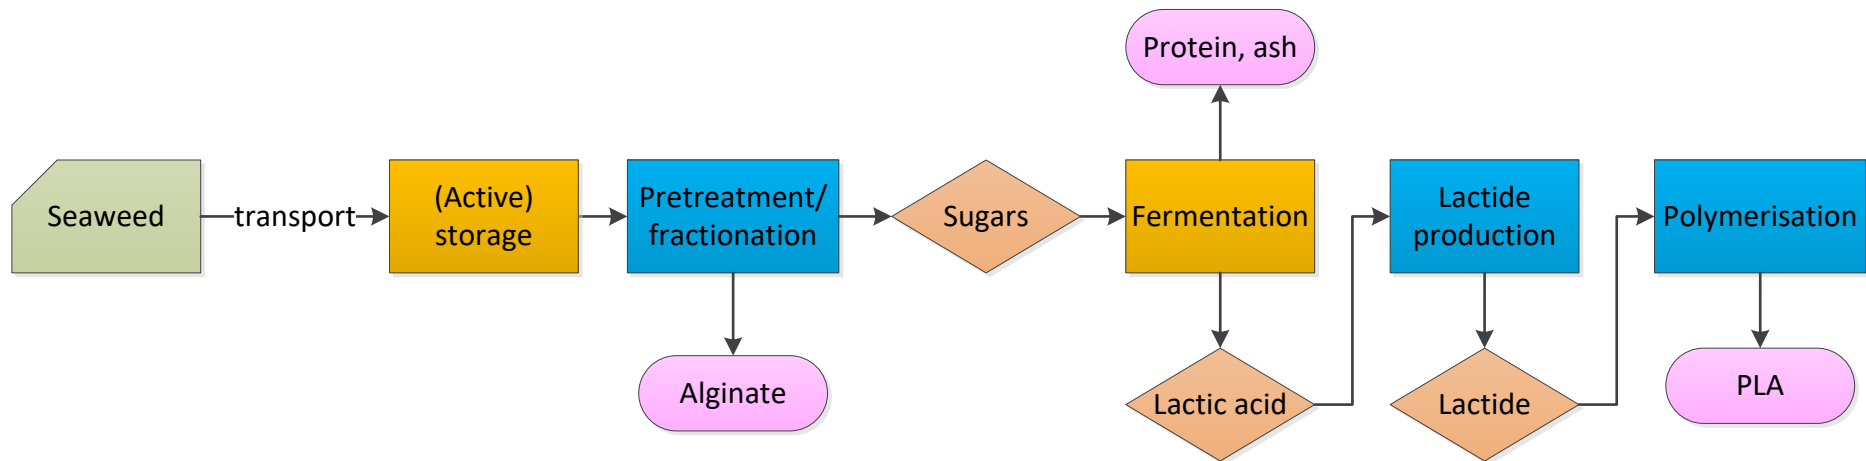 Protein, ash
Seaweed
transport
(Active)
storage
Pretreatment/
fractionation
Sugars
Fermentation
Lactide
production
Polymerisation
Alginate
Lactic acid
Lactide
PLA